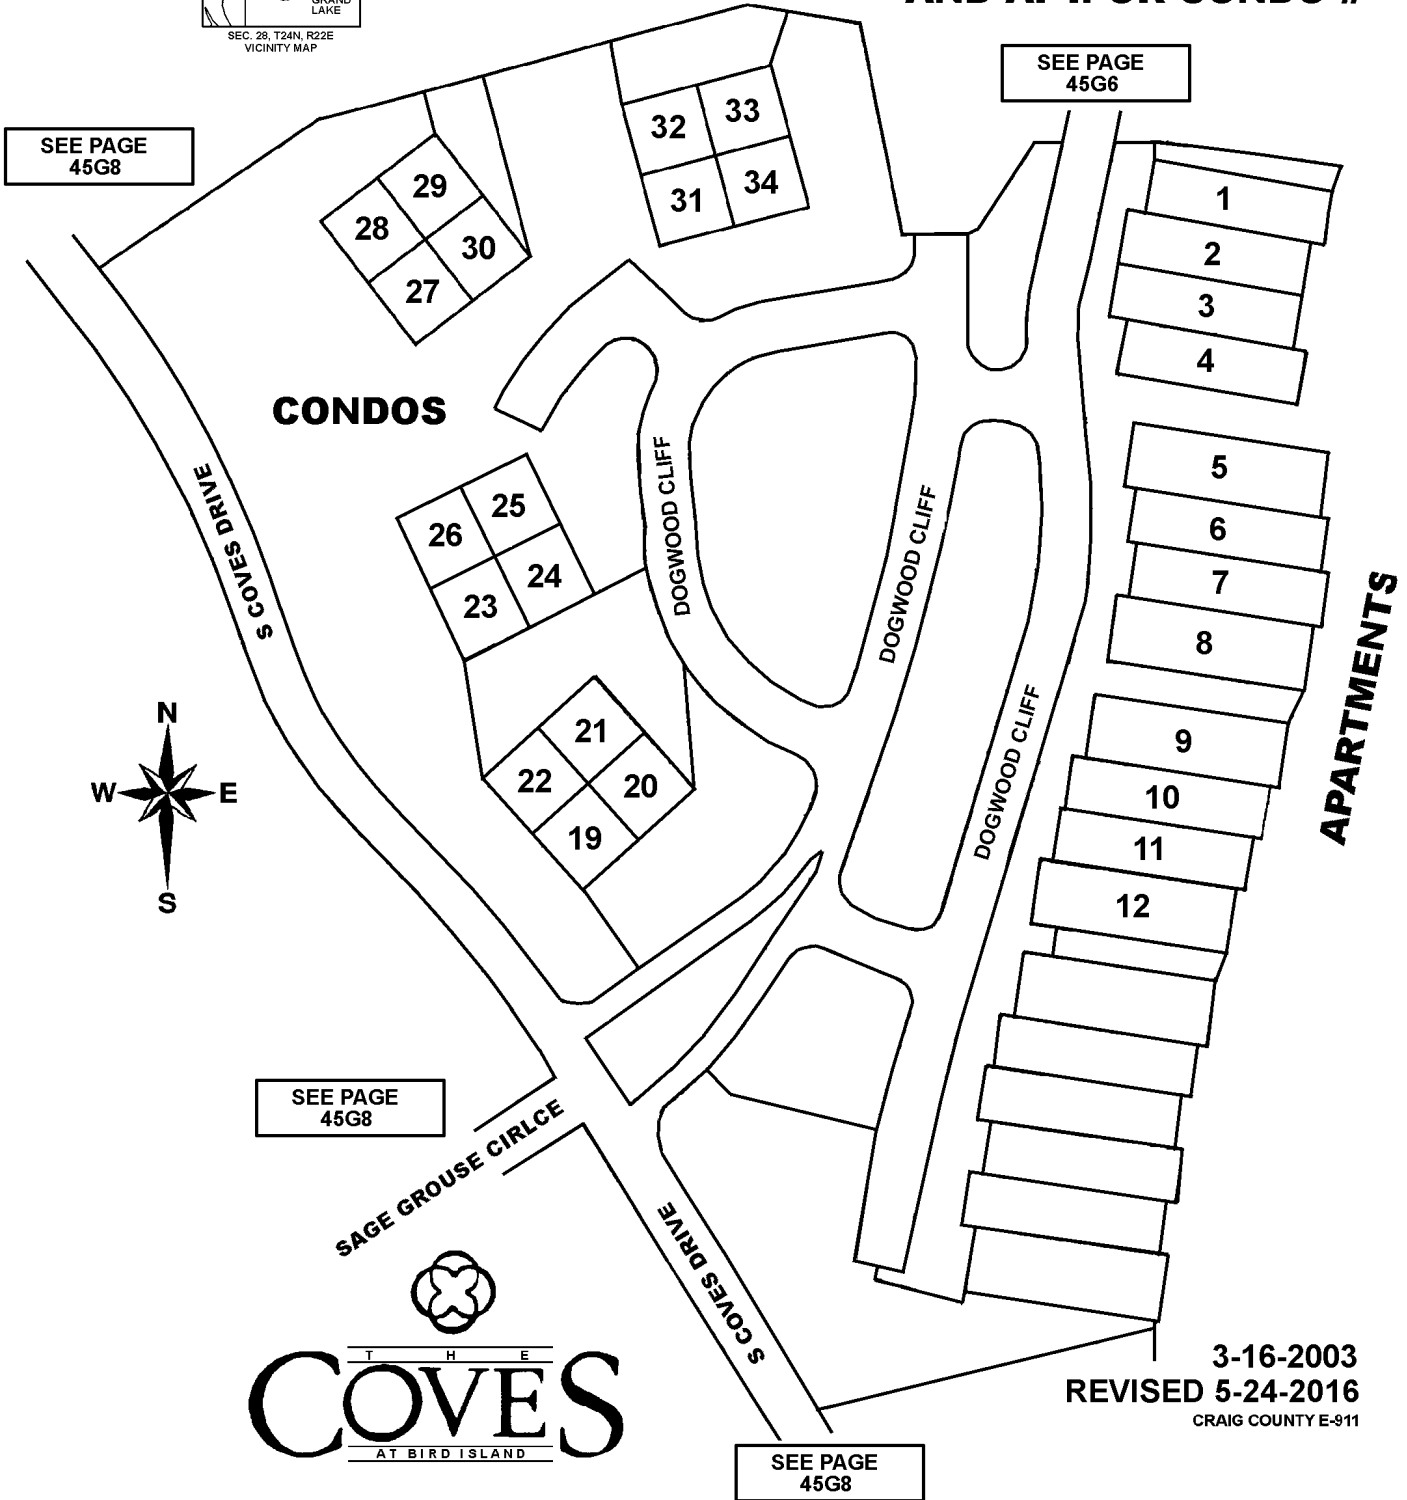 GRAND
LAKE
SEC. 28, T24N, R22E
VICINITY MAP
SEE PAGE
45G6
SEE PAGE
45G8
32
33
31
34
28
29
27
30
1
2
3
4
CONDOS
26
25
23
24
S COVES DRIVE
DOGWOOD CLIFF
DOGWOOD CLIFF
DOGWOOD CLIFF
5
6
7
8
APARTMENTS
22
21
19
20
9
10
11
12
N
W
E
S
SEE PAGE
45G8
SAGE GROUSE CIRLCE
S COVES DRIVE
THE
COVES
AT BIRD ISLAND
3-16-2003
REVISED 5-24-2016
CRAIG COUNTY E-911
SEE PAGE
45G8